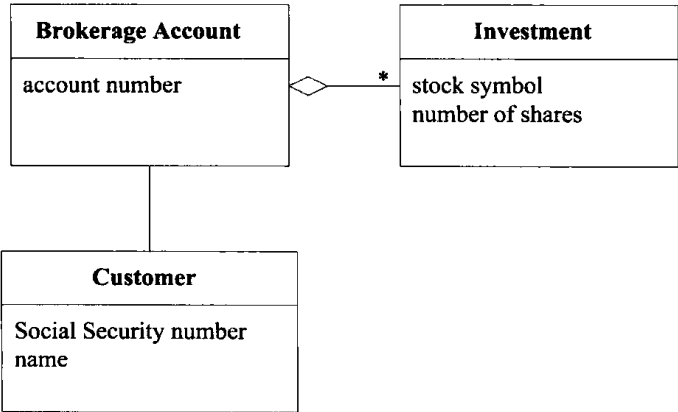 Brokerage Account
account number
*
Investment
stock symbol
number of shares
Customer
Social Security number
name